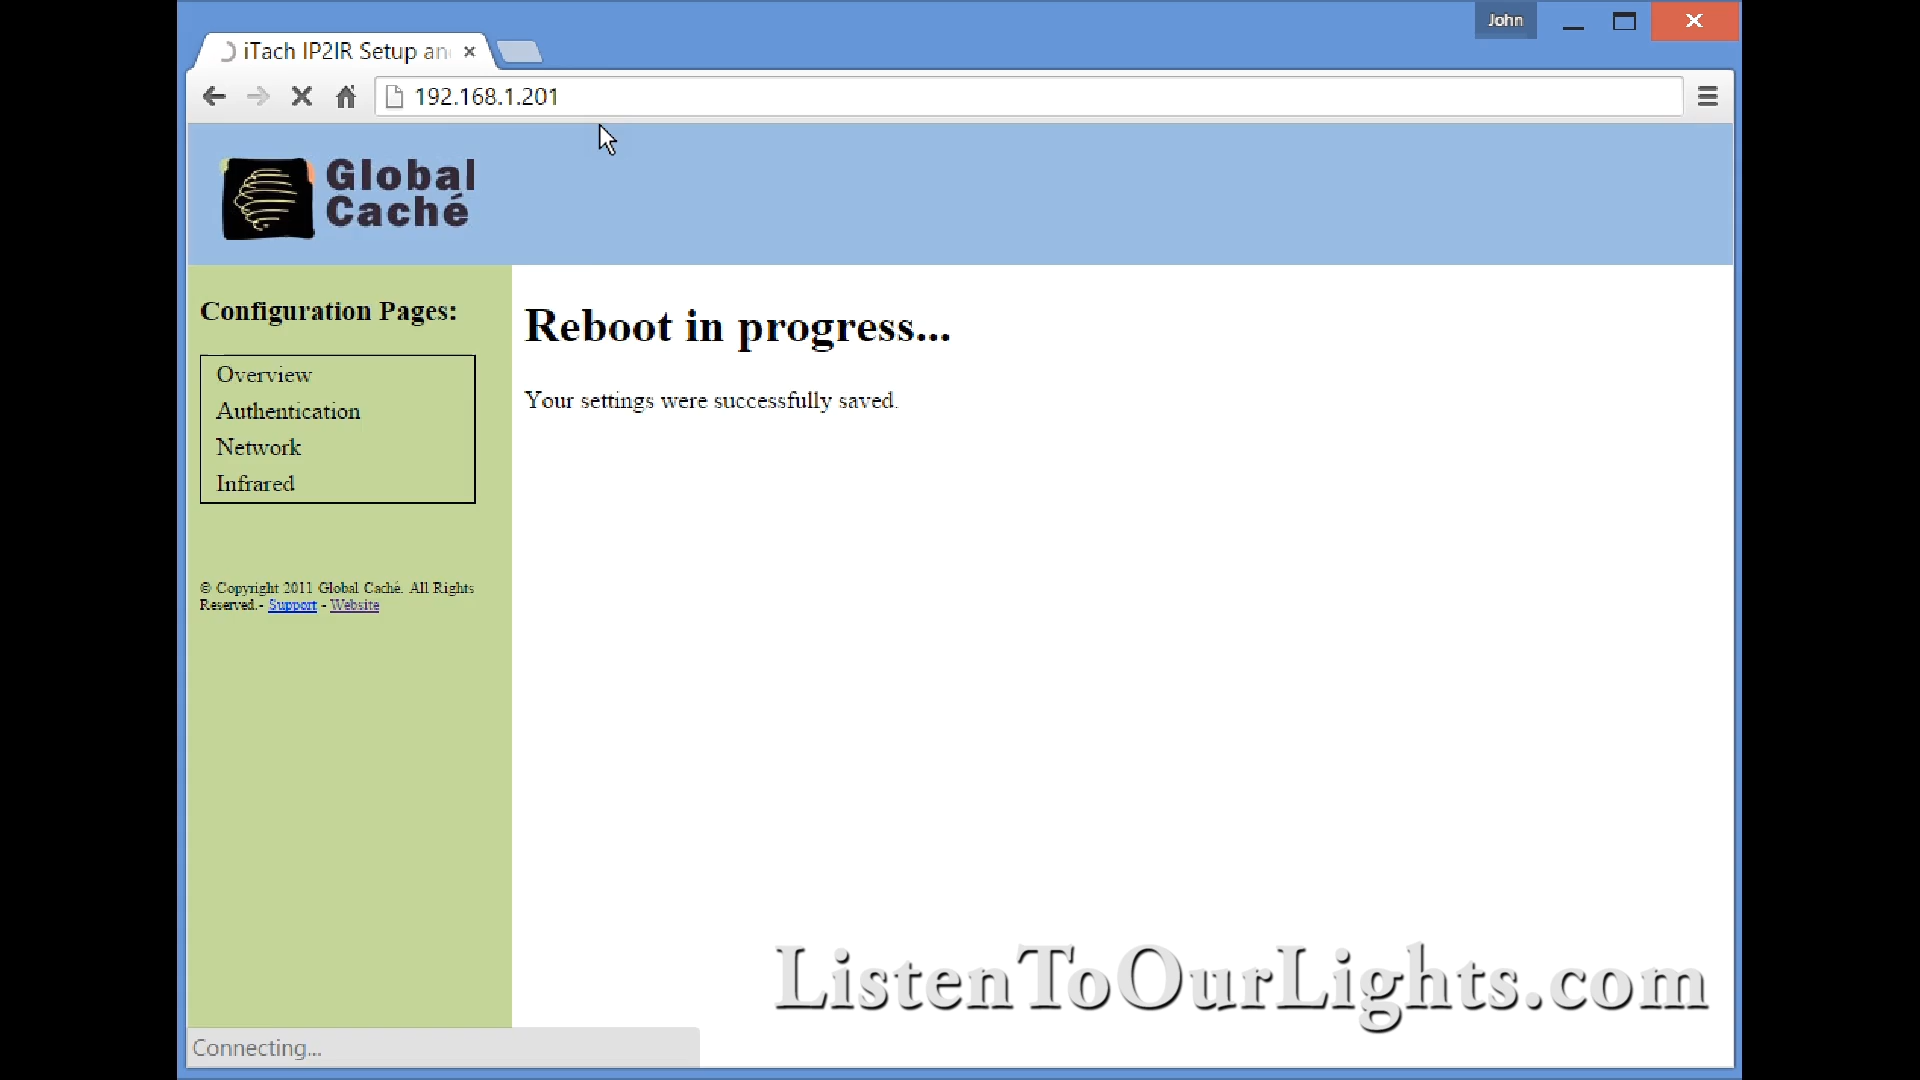 John
iTach IP2IR Setup an
192.168.1.201
Global
Caché
Configuration Pages:
Overview
Authentication
Network
Infrared
© Copyright 2011 Global Caché. All Rights
Reserved.- Support - Website
Reboot in progress...
Your settings were successfully saved.
ListenToOurLights.com
Connecting...